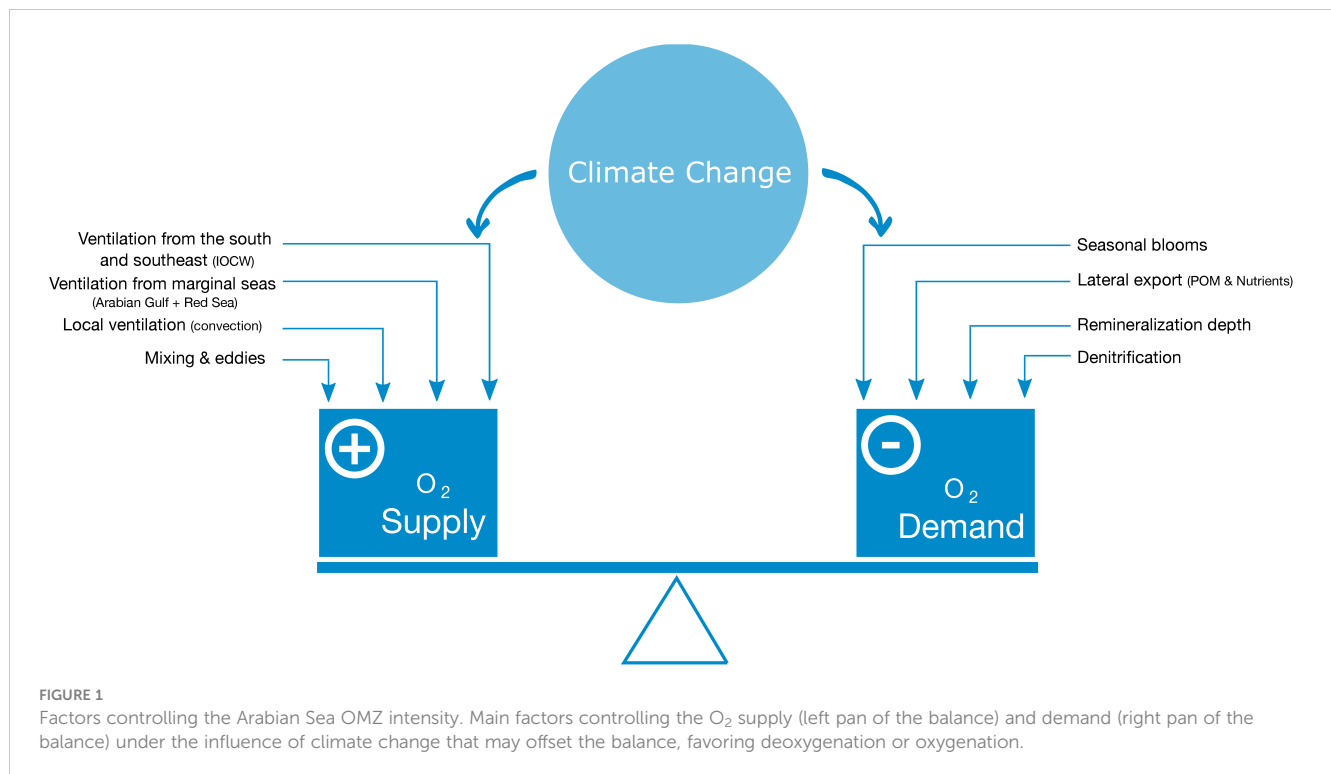 Climate Change
Ventilation from the south
and southeast (IOCW)
Ventilation from marginal seas
(Arabian Gulf + Red Sea)
Local ventilation (convection)
Mixing & eddies
Seasonal blooms
Lateral export (POM & Nutrients)
Remineralization depth
Denitrification
+
O₂
Supply
-
O₂
Demand
FIGURE 1
Factors controlling the Arabian Sea OMZ intensity. Main factors controlling the O₂ supply (left pan of the balance) and demand (right pan of the
balance) under the influence of climate change that may offset the balance, favoring deoxygenation or oxygenation.